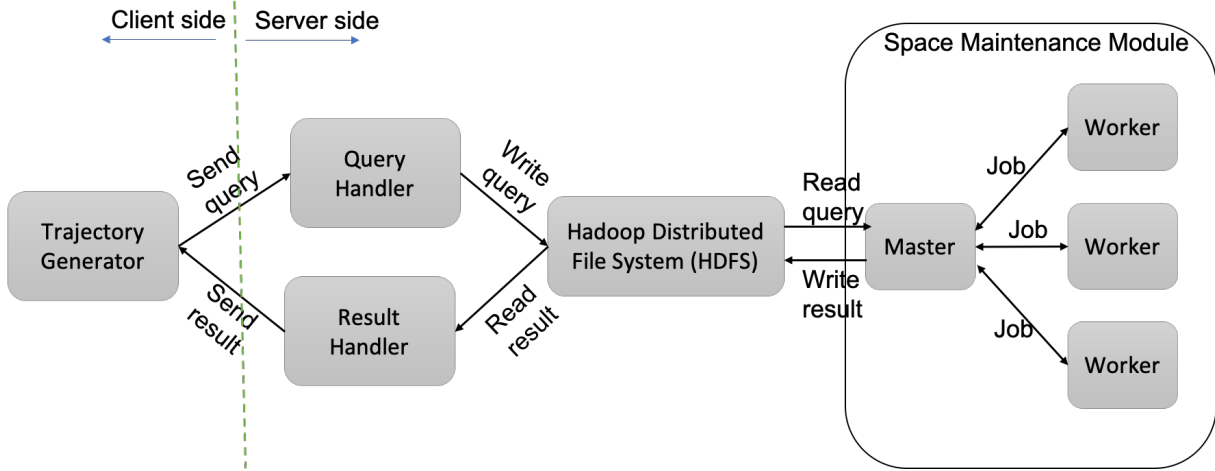 Client side
Server side
Space Maintenance Module
Trajectory
Generator
Send
query
Query
Handler
Write
query
Send
result
Result
Handler
Read
result
Hadoop Distributed
File System (HDFS)
Read
query
Write
result
Master
Job
Job
Job
Worker
Worker
Worker